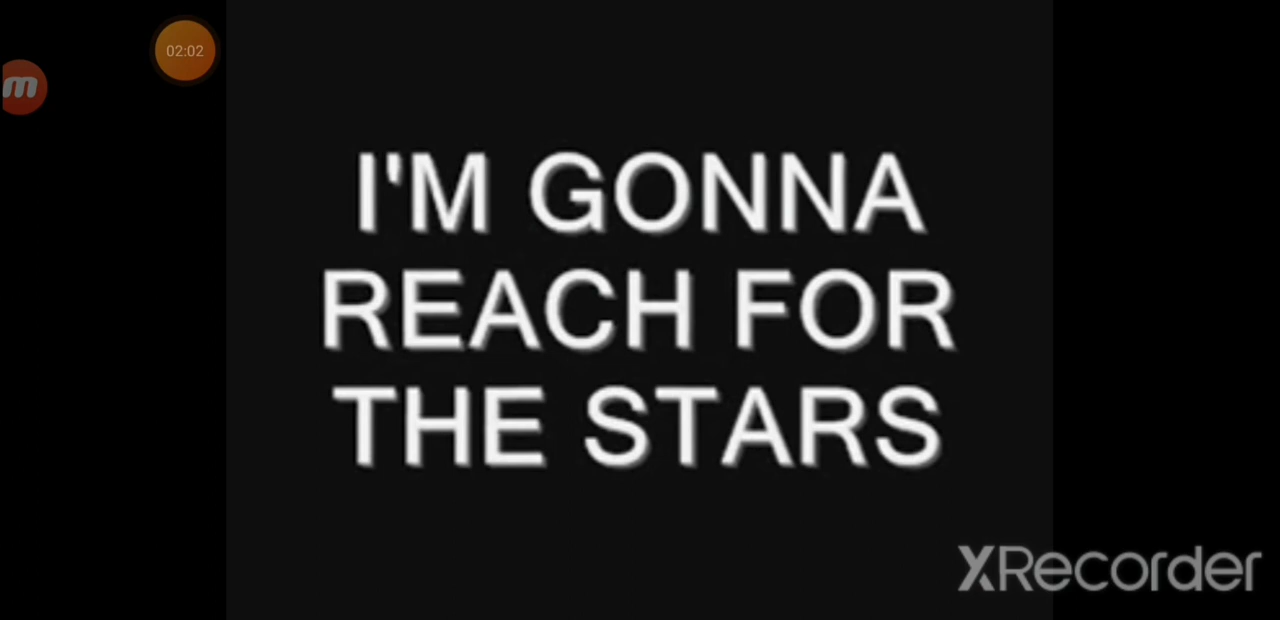 02:02
m
I'M GONNA
REACH FOR
THE STARS
XRecorder